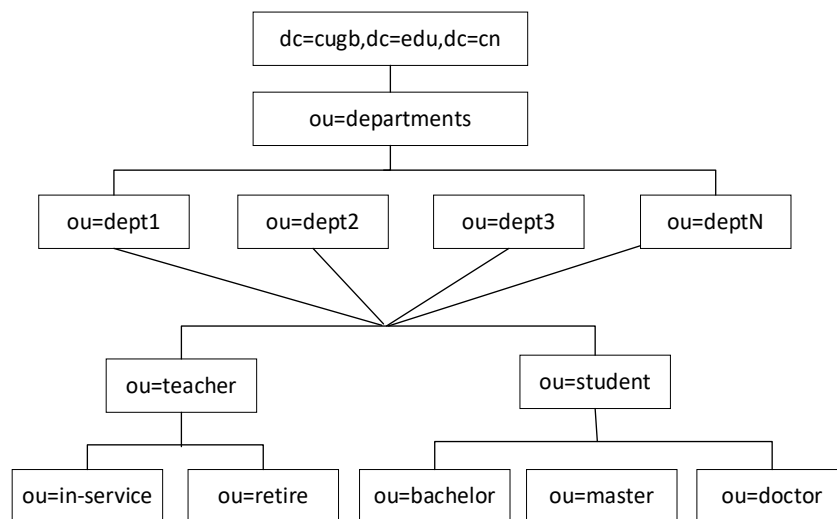 dc=cugb,dc=edu,dc=cn
ou=departments
ou=dept1
ou=dept2
ou=dept3
ou=deptN
ou=teacher
ou=student
ou=in-service
ou=retire
ou=bachelor
ou=master
ou=doctor